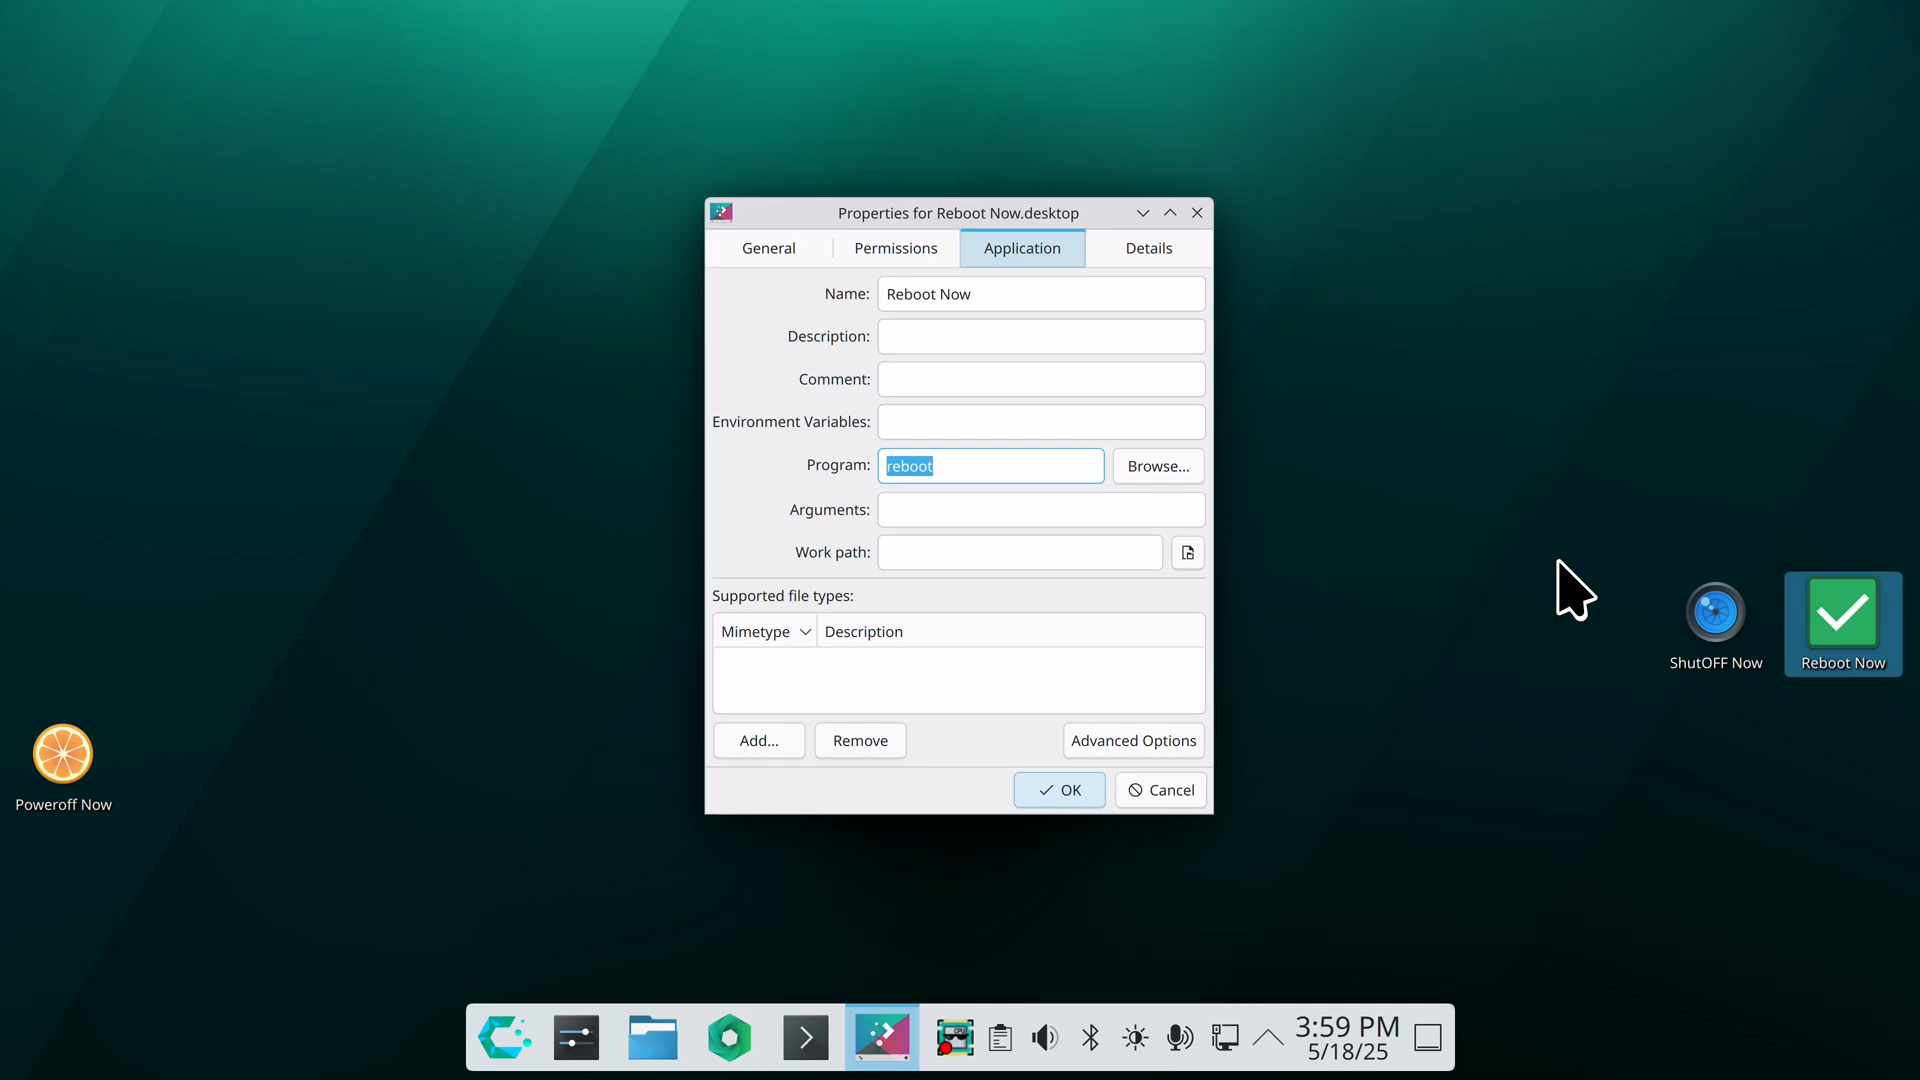 Properties for Reboot Now.desktop
General
Permissions
Application
Details
Name:
Reboot Now
Description:
Comment:
Environment Variables:
Program:
reboot
Browse...
Arguments:
Work path:
Supported file types:
Mimetype
Description
Add...
Remove
Advanced Options
OK
Cancel
ShutOFF Now
Reboot Now
Poweroff Now
3:59 PM
5/18/25